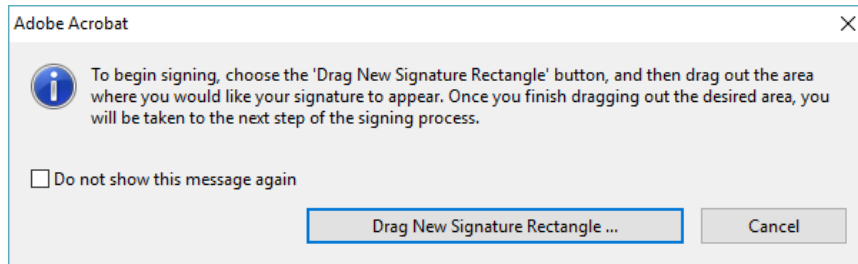 Adobe Acrobat
To begin signing, choose the 'Drag New Signature Rectangle' button, and then drag out the area
where you would like your signature to appear. Once you finish dragging out the desired area, you
will be taken to the next step of the signing process.
Do not show this message again
Drag New Signature Rectangle ...
Cancel